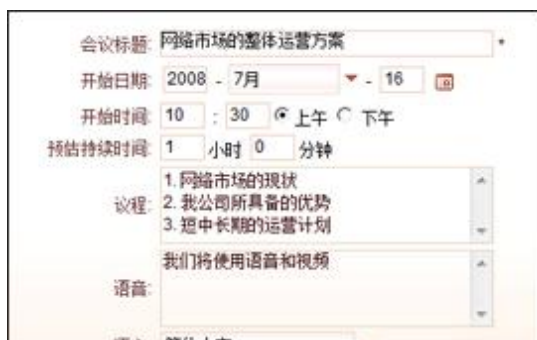 会议标题: 网络市场的整体运营方案 *
开始日期: 2008 - 7月 - 16
开始时间: 10 : 30 上午 下午
预估持续时间: 1 小时 0 分钟
议程: 1. 网络市场的现状
2. 我公司所具备的优势
3. 短中长期的运营计划
语音: 我们将使用语音和视频